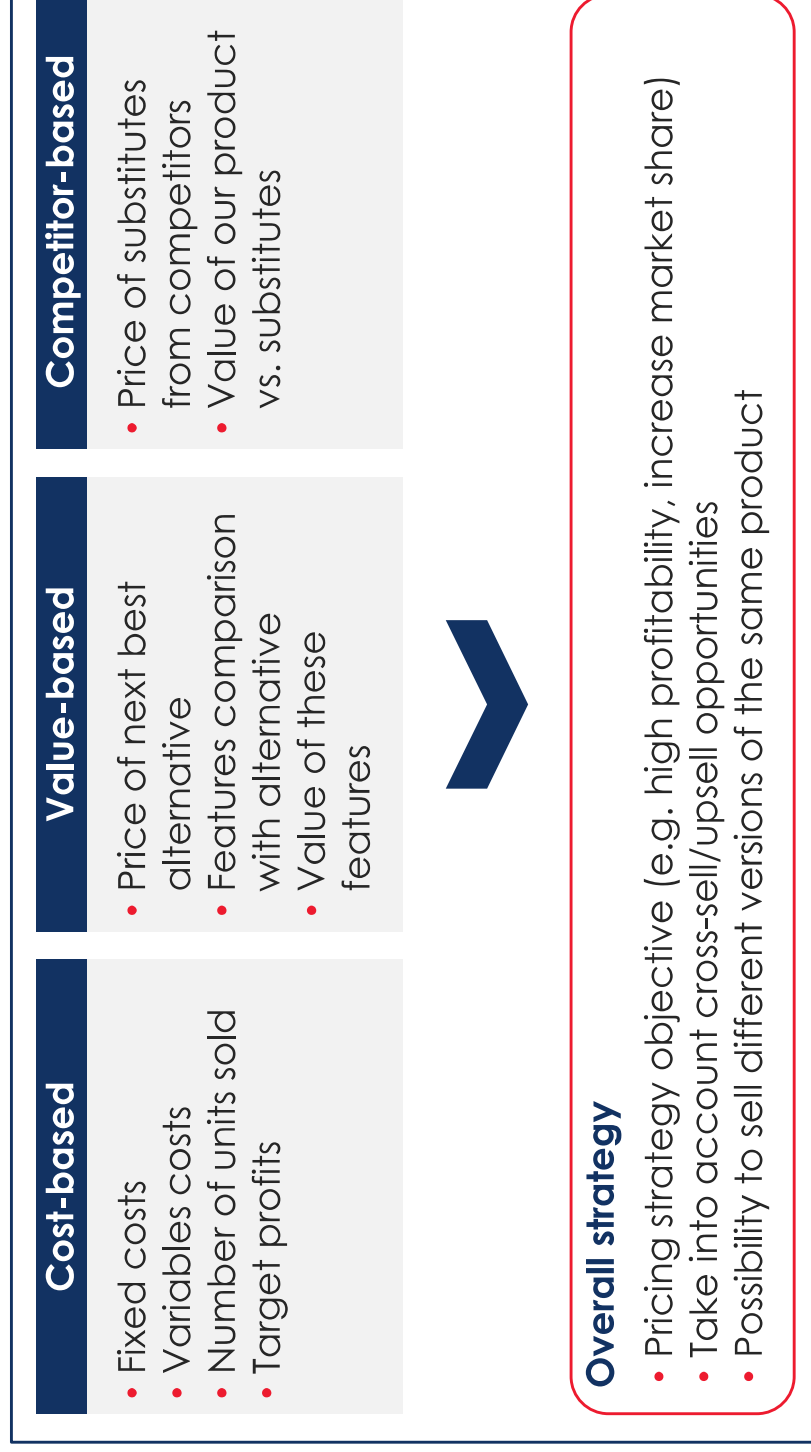 Cost-based
• Fixed costs
• Variables costs
• Number of units sold
• Target profits
Value-based
• Price of next best
alternative
• Features comparison
with alternative
• Value of these
features
Competitor-based
• Price of substitutes
from competitors
• Value of our product
vs. substitutes
Overall strategy
• Pricing strategy objective (e.g. high profitability, increase market share)
• Take into account cross-sell/upsell opportunities
• Possibility to sell different versions of the same product